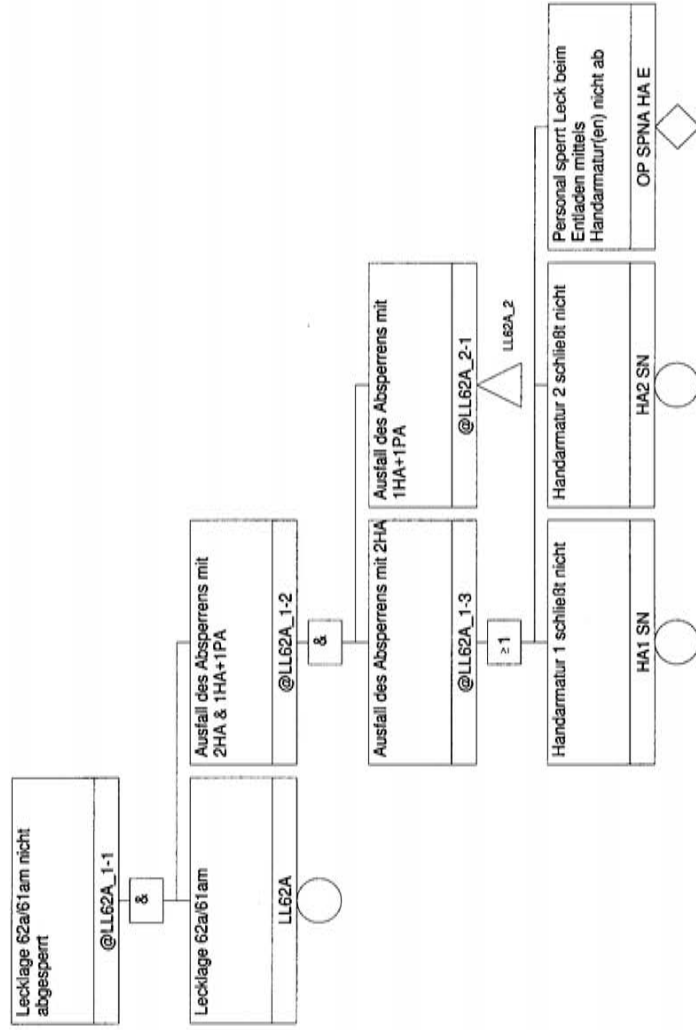 Lecklage 62a/61am nicht
abgesperrt
@LL62A_1-1
&
Lecklage 62a/61am
LL62A
Ausfall des Absperrens mit
2HA & 1HA+1PA
@LL62A_1-2
&
Ausfall des Absperrens mit 2HA
@LL62A_1-3
≥1
Ausfall des Absperrens mit
1HA+1PA
@LL62A_2-1
LL62A_2
Handarmatur 1 schließt nicht
HA1 SN
Handarmatur 2 schließt nicht
HA2 SN
Personal sperrt Leck beim
Entladen mittels
Handarmatur(en) nicht ab
OP SPNA HA E